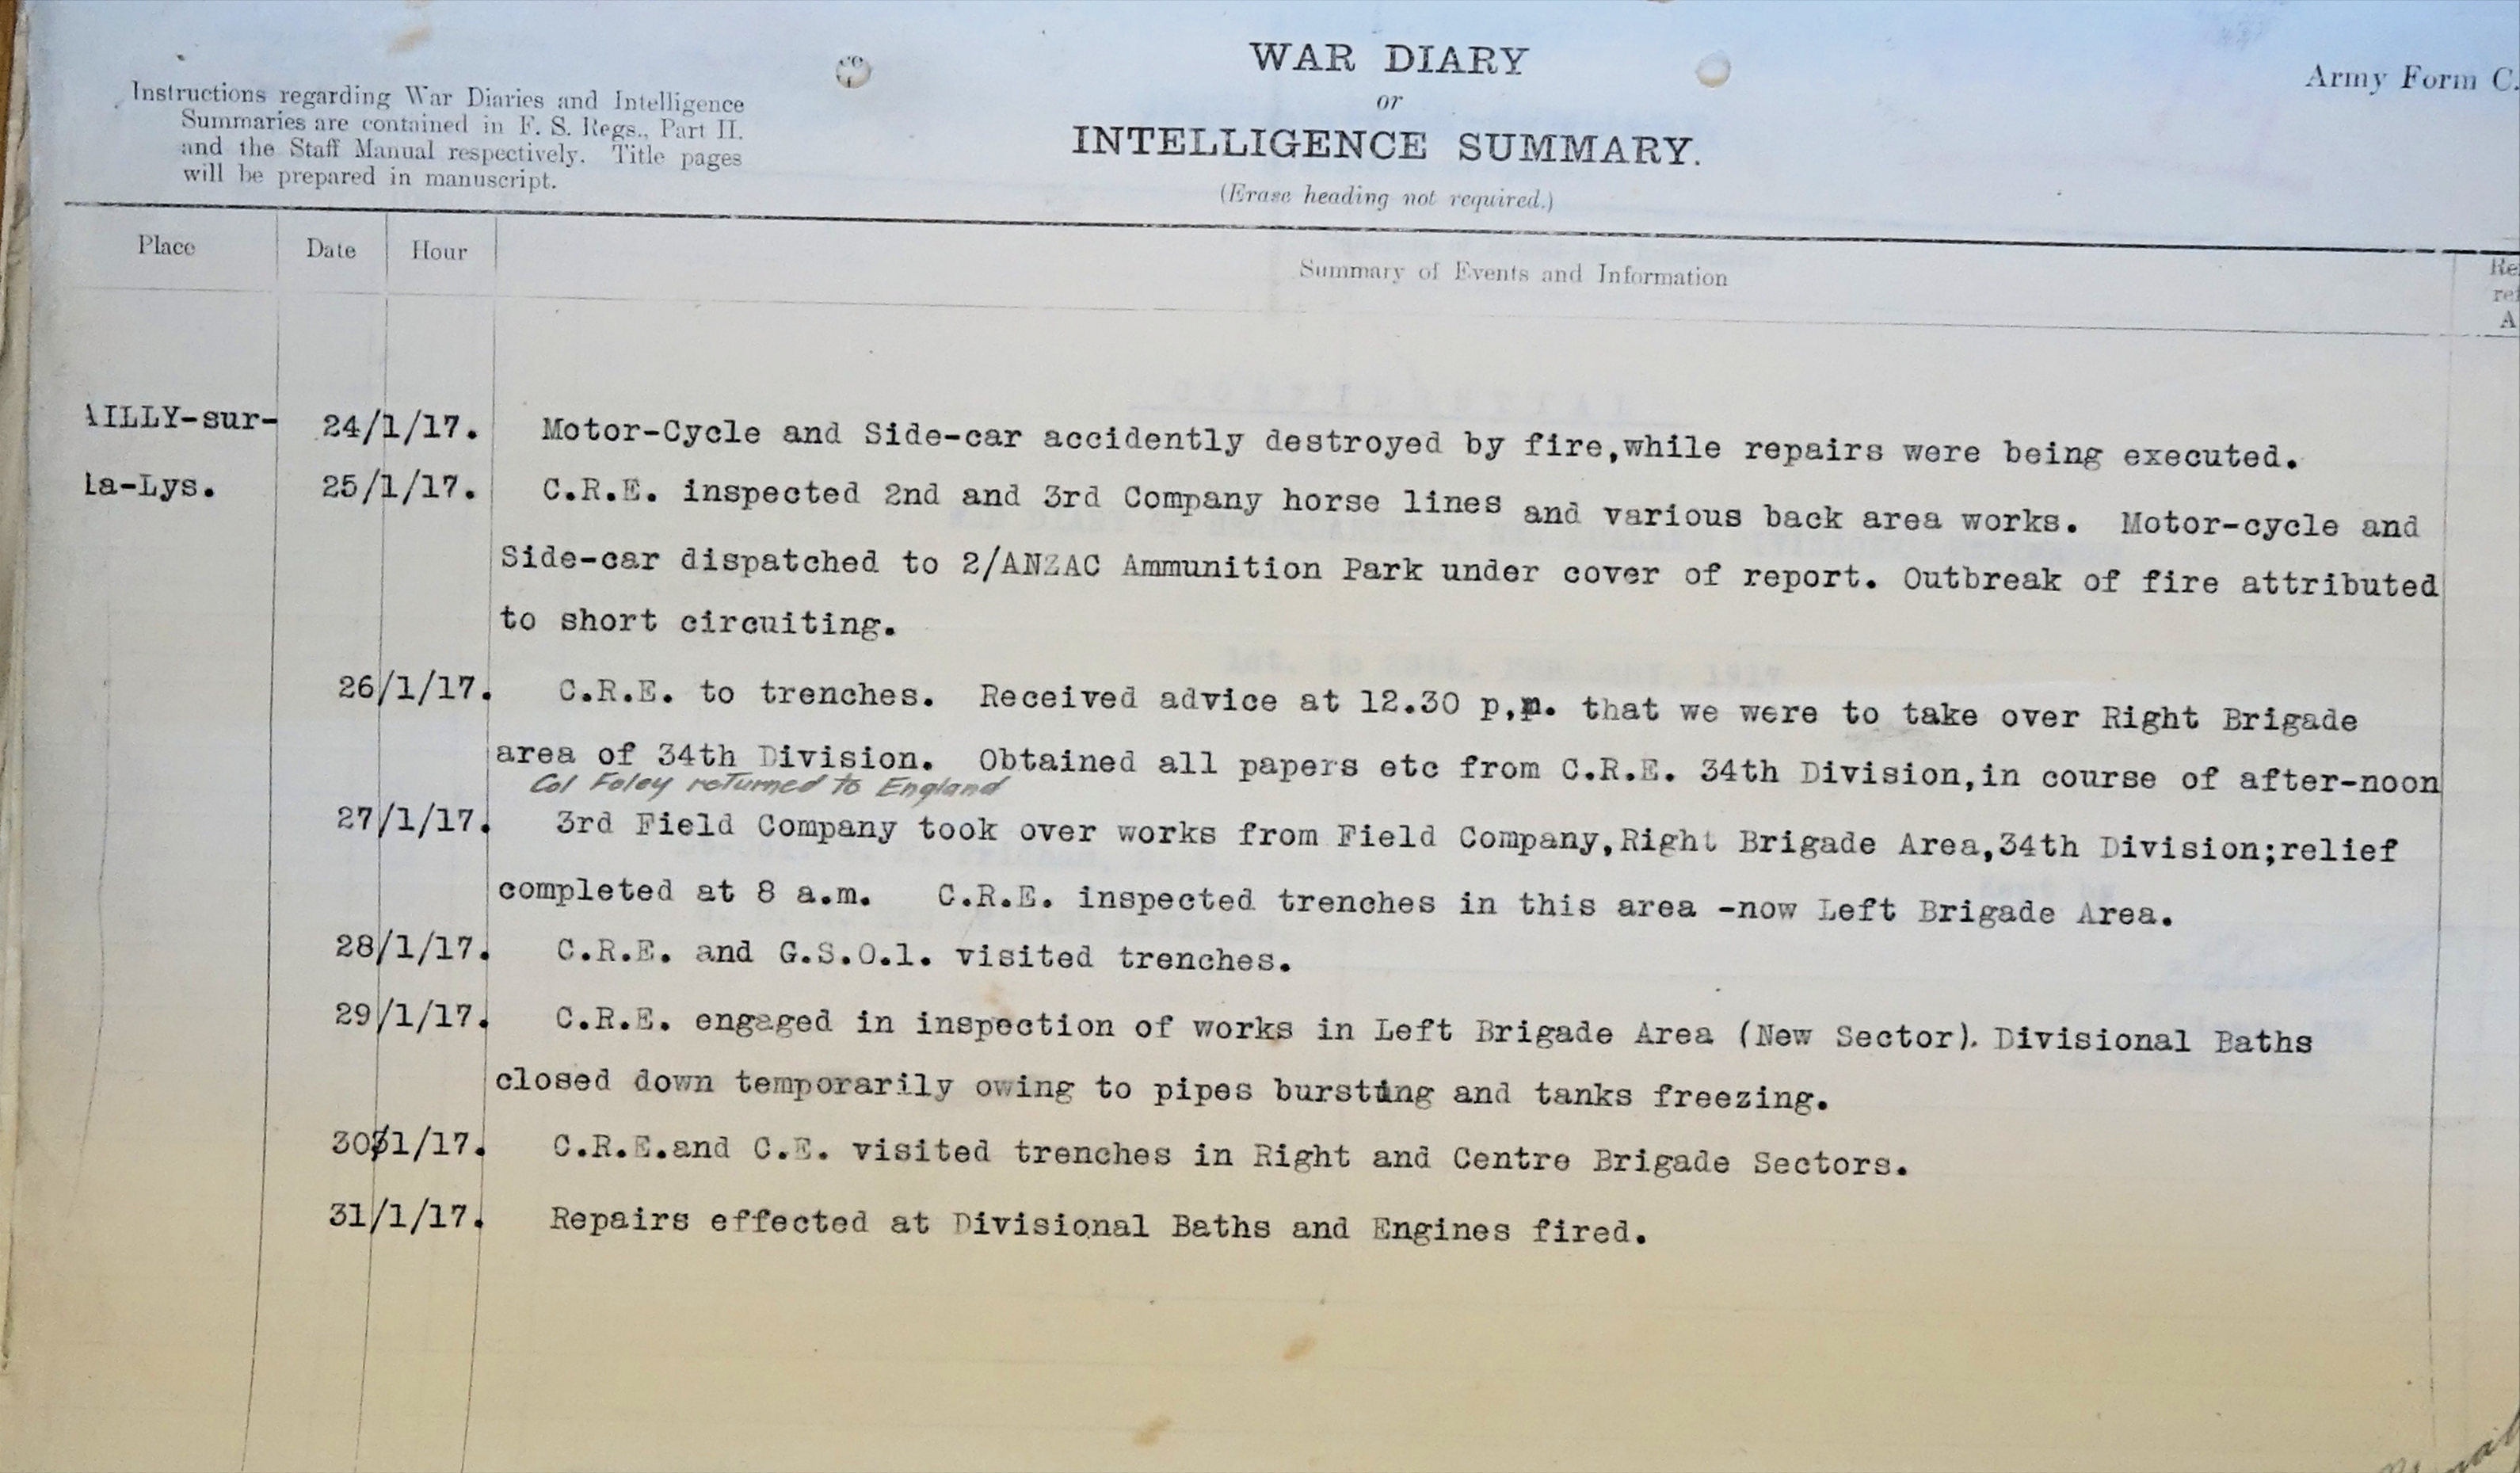 WAR DIARY
or
INTELLIGENCE SUMMARY.
(Erase heading not required.)
Army Form C.
Instructions regarding War Diaries and Intelligence
Summaries are contained in F. S. Regs., Part II.
and the Staff Manual respectively. Title pages
will be prepared in manuscript.
Place Date Hour Summary of Events and Information
AILLY-sur- 24/1/17. Motor-Cycle and Side-car accidently destroyed by fire,while repairs were being executed.
la-Lys. 25/1/17. C.R.E. inspected 2nd and 3rd Company horse lines and various back area works. Motor-cycle and
Side-car dispatched to 2/ANZAC Ammunition Park under cover of report. Outbreak of fire attributed
to short circuiting.
26/1/17. C.R.E. to trenches. Received advice at 12.30 p.m. that we were to take over Right Brigade
area of 34th Division. Obtained all papers etc from C.R.E. 34th Division,in course of after-noon
Col Foley returned to England
27/1/17. 3rd Field Company took over works from Field Company,Right Brigade Area,34th Division;relief
completed at 8 a.m. C.R.E. inspected trenches in this area -now Left Brigade Area.
28/1/17. C.R.E. and G.S.O.1. visited trenches.
29/1/17. C.R.E. engaged in inspection of works in Left Brigade Area (New Sector). Divisional Baths
closed down temporarily owing to pipes bursting and tanks freezing.
30/1/17. C.R.E.and C.E. visited trenches in Right and Centre Brigade Sectors.
31/1/17. Repairs effected at Divisional Baths and Engines fired.